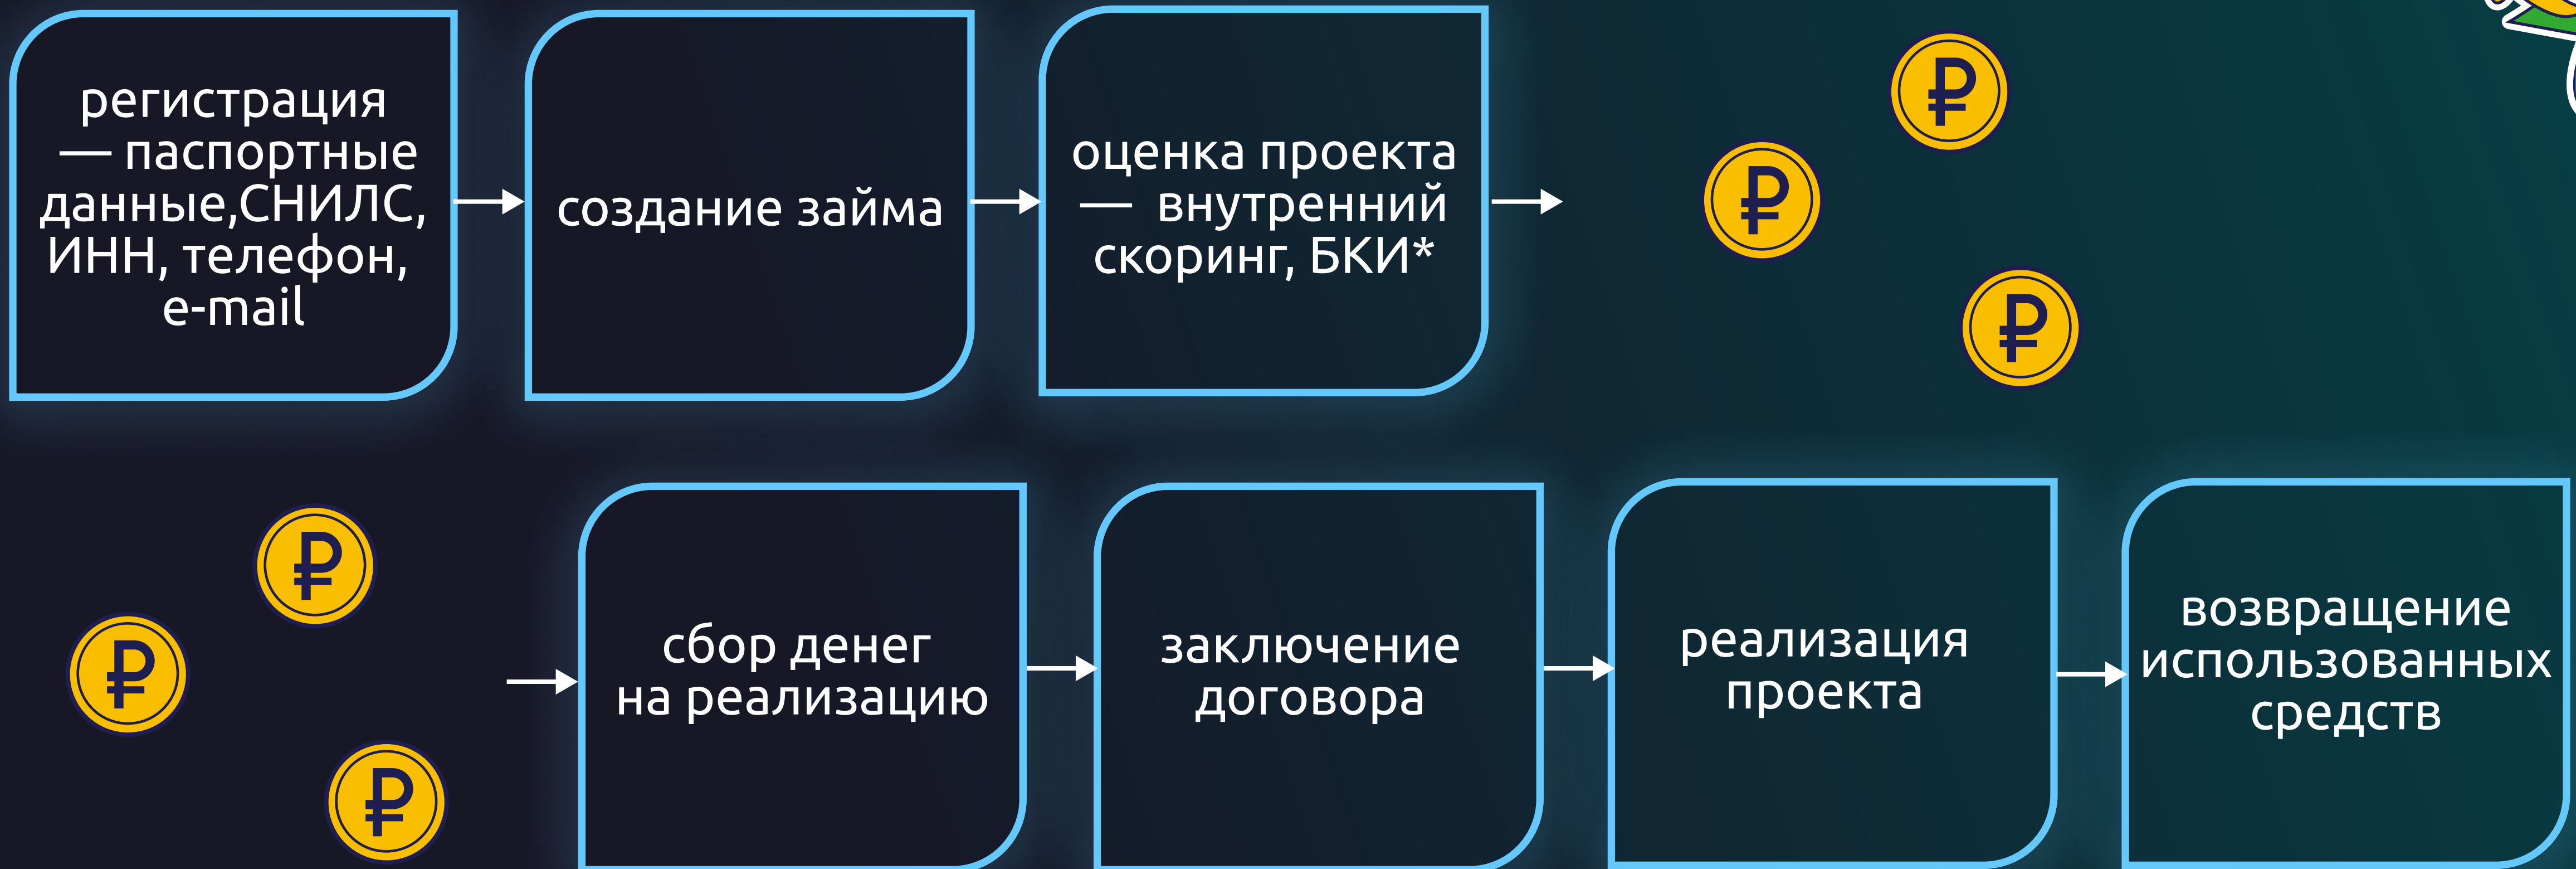 регистрация
— паспортные
данные,СНИЛС,
ИНН, телефон,
e-mail
создание займа
оценка проекта
— внутренний
скоринг, БКИ*
₽
₽
₽
₽
₽
₽
сбор денег
на реализацию
заключение
договора
реализация
проекта
возвращение
использованных
средств